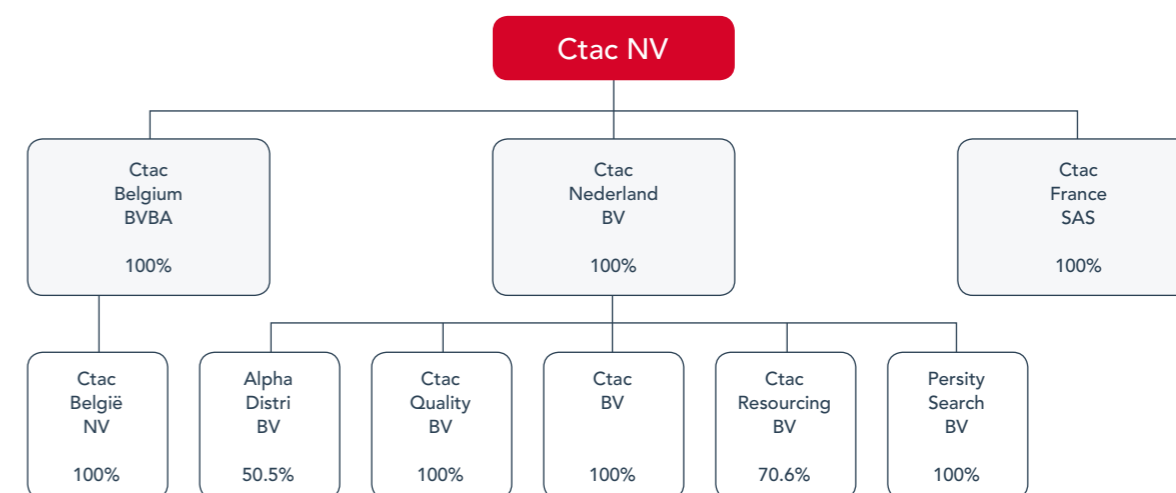 Ctac NV
Ctac
Belgium
BVBA
100%
Ctac
Nederland
BV
100%
Ctac
France
SAS
100%
Ctac
België
NV
100%
Alpha
Distri
BV
50.5%
Ctac
Quality
BV
100%
Ctac
BV
100%
Ctac
Resourcing
BV
70.6%
Persity
Search
BV
100%